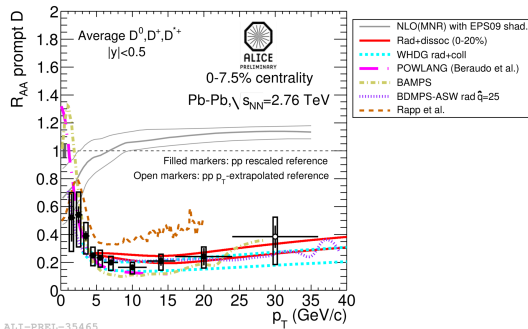 R_AA prompt D
2
1.8
1.6
1.4
1.2
1
0.8
0.6
0.4
0.2
0
Average D⁰,D⁺,D*⁺
|y|<0.5
ALICE
PRELIMINARY
0-7.5% centrality
Pb-Pb, √s_NN=2.76 TeV
Filled markers: pp rescaled reference
Open markers: pp p_T-extrapolated reference
0 5 10 15 20 25 30 35 40
p_T (GeV/c)
NLO(MNR) with EPS09 shad.
Rad+dissoc (0-20%)
WHDG rad+coll
POWLANG (Beraudo et al.)
BAMPS
BDMPS-ASW rad q̂=25
Rapp et al.
ALI-PREL-35465